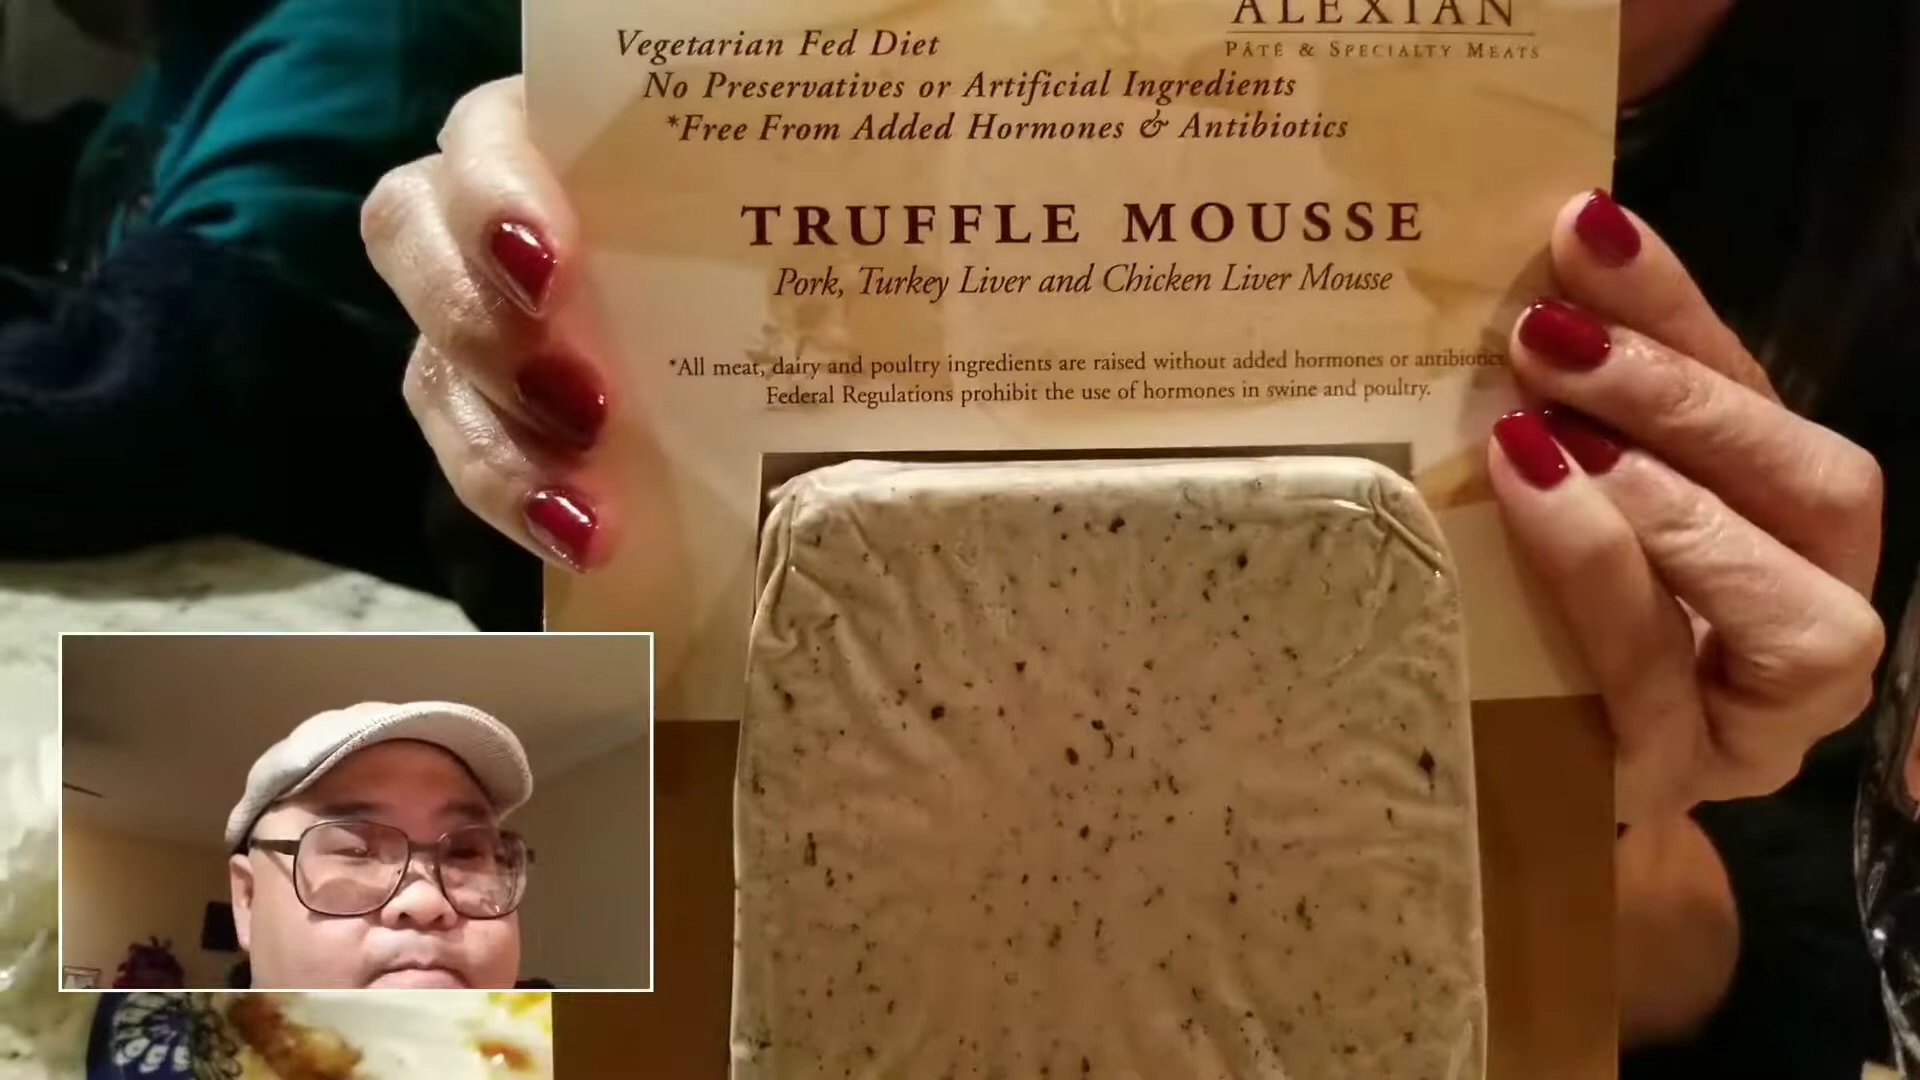 ALEXIAN
PÂTÉ & SPECIALTY MEATS
Vegetarian Fed Diet
No Preservatives or Artificial Ingredients
*Free From Added Hormones & Antibiotics
TRUFFLE MOUSSE
Pork, Turkey Liver and Chicken Liver Mousse
*All meat, dairy and poultry ingredients are raised without added hormones or antibiotics
Federal Regulations prohibit the use of hormones in swine and poultry.